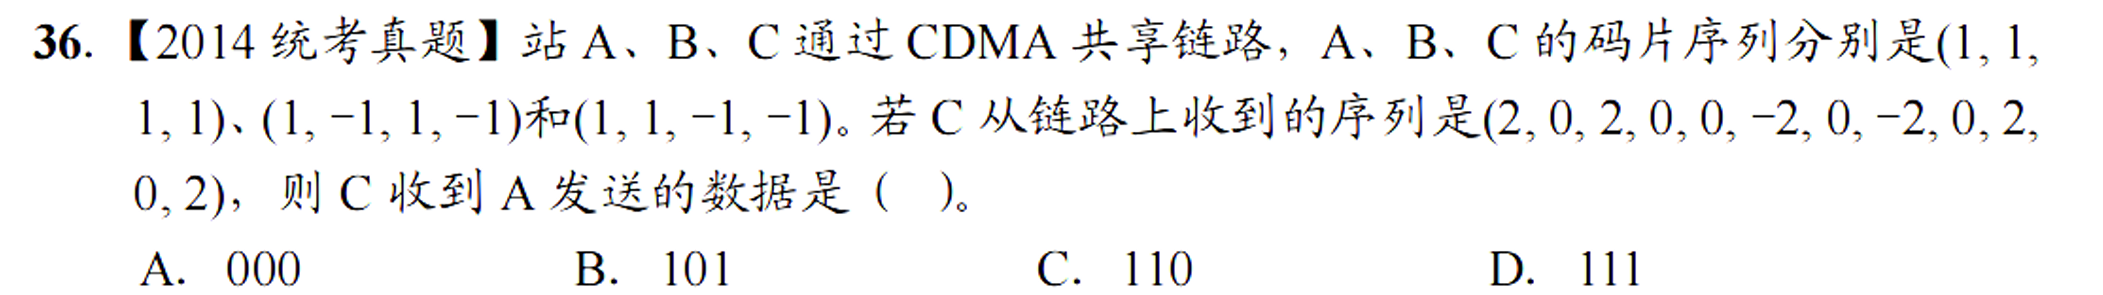 36.【2014 统考真题】站 A、B、C 通过 CDMA 共享链路，A、B、C 的码片序列分别是(1, 1,
1, 1)、(1, −1, 1, −1)和(1, 1, −1, −1)。若 C 从链路上收到的序列是(2, 0, 2, 0, 0, −2, 0, −2, 0, 2,
0, 2)，则 C 收到 A 发送的数据是（　）。
A. 000　B. 101　C. 110　D. 111